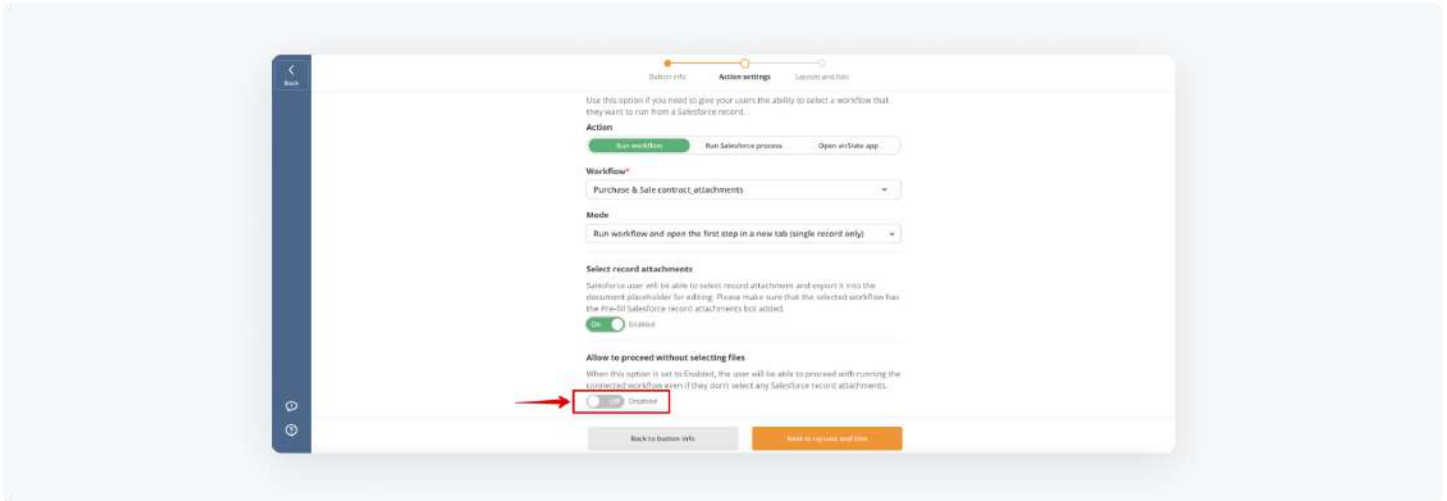 Back
Button info
Action settings
Layouts and lists
Use this option if you need to give your users the ability to select a workflow that
they want to run from a Salesforce record.
Action
Run workflow
Run Salesforce process
Open airSlate app
Workflow*
Purchase & Sale contract_attachments
Mode
Run workflow and open the first step in a new tab (single record only)
Select record attachments
Salesforce user will be able to select record attachment and export it into the
document placeholder for editing. Please make sure that the selected workflow has
the Pre-fill Salesforce record attachments bot added.
On Enabled
Allow to proceed without selecting files
When this option is set to Enabled, the user will be able to proceed with running the
connected workflow even if they don't select any Salesforce record attachments.
Off Disabled
Back to button info
Next to layouts and lists